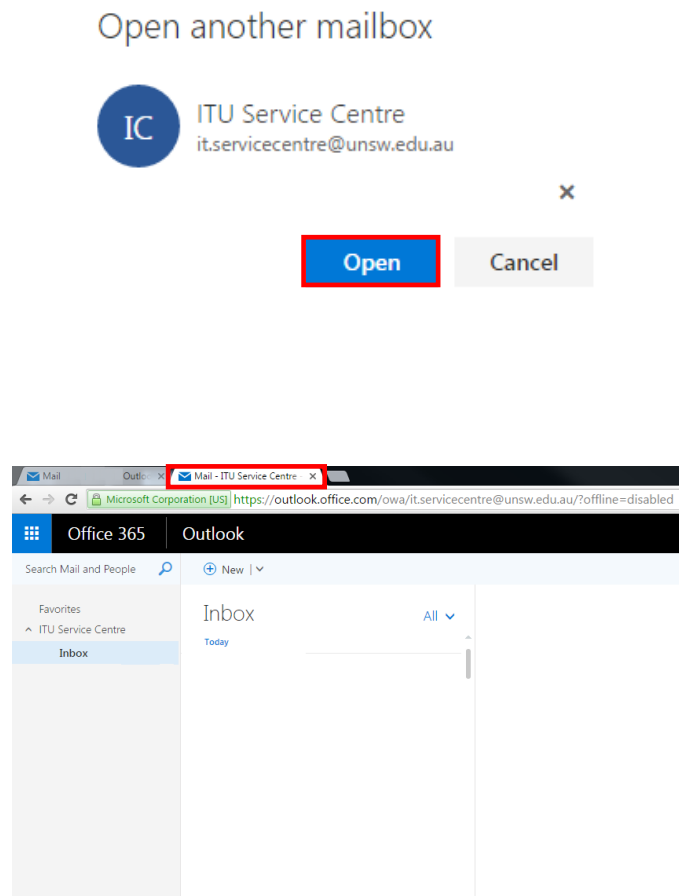 Open another mailbox
IC
ITU Service Centre
it.servicecentre@unsw.edu.au
Open Cancel
Mail Outlo Mail - ITU Service Centre -
Microsoft Corporation [US] https://outlook.office.com/owa/it.servicecentre@unsw.edu.au/?offline=disabled
Office 365 Outlook
Search Mail and People New
Favorites
Inbox All
ITU Service Centre
Today
Inbox